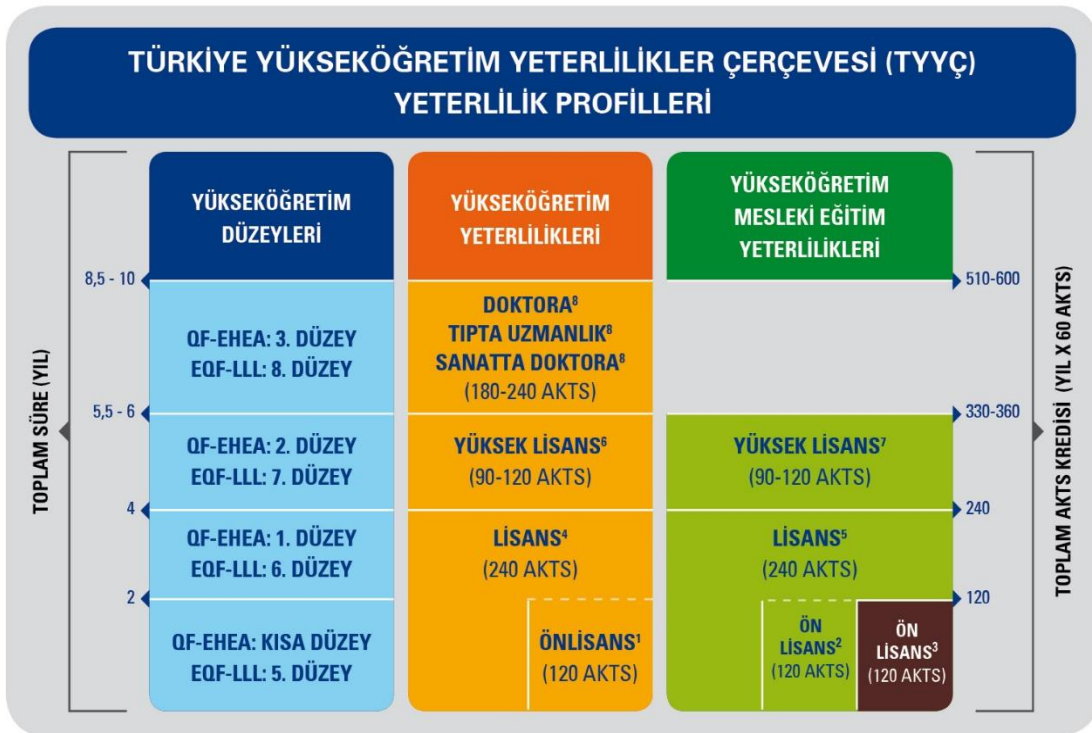 TÜRKİYE YÜKSEKÖĞRETİM YETERLİLİKLER ÇERÇEVESİ (TYYÇ)
YETERLİLİK PROFİLLERİ
TOPLAM SÜRE (YIL)
8,5 - 10
5,5 - 6
4
2
YÜKSEKÖĞRETİM
DÜZEYLERİ
QF-EHEA: 3. DÜZEY
EQF-LLL: 8. DÜZEY
QF-EHEA: 2. DÜZEY
EQF-LLL: 7. DÜZEY
QF-EHEA: 1. DÜZEY
EQF-LLL: 6. DÜZEY
QF-EHEA: KISA DÜZEY
EQF-LLL: 5. DÜZEY
YÜKSEKÖĞRETİM
YETERLİLİKLERİ
DOKTORA⁸
TIPTA UZMANLIK⁸
SANATTA DOKTORA⁸
(180-240 AKTS)
YÜKSEK LİSANS⁶
(90-120 AKTS)
LİSANS⁴
(240 AKTS)
ÖNLİSANS¹
(120 AKTS)
YÜKSEKÖĞRETİM
MESLEKİ EĞİTİM
YETERLİLİKLERİ
YÜKSEK LİSANS⁷
(90-120 AKTS)
LİSANS⁵
(240 AKTS)
ÖN
LİSANS²
(120 AKTS)
ÖN
LİSANS³
(120 AKTS)
510-600
330-360
240
120
TOPLAM AKTS KREDİSİ (YIL X 60 AKTS)